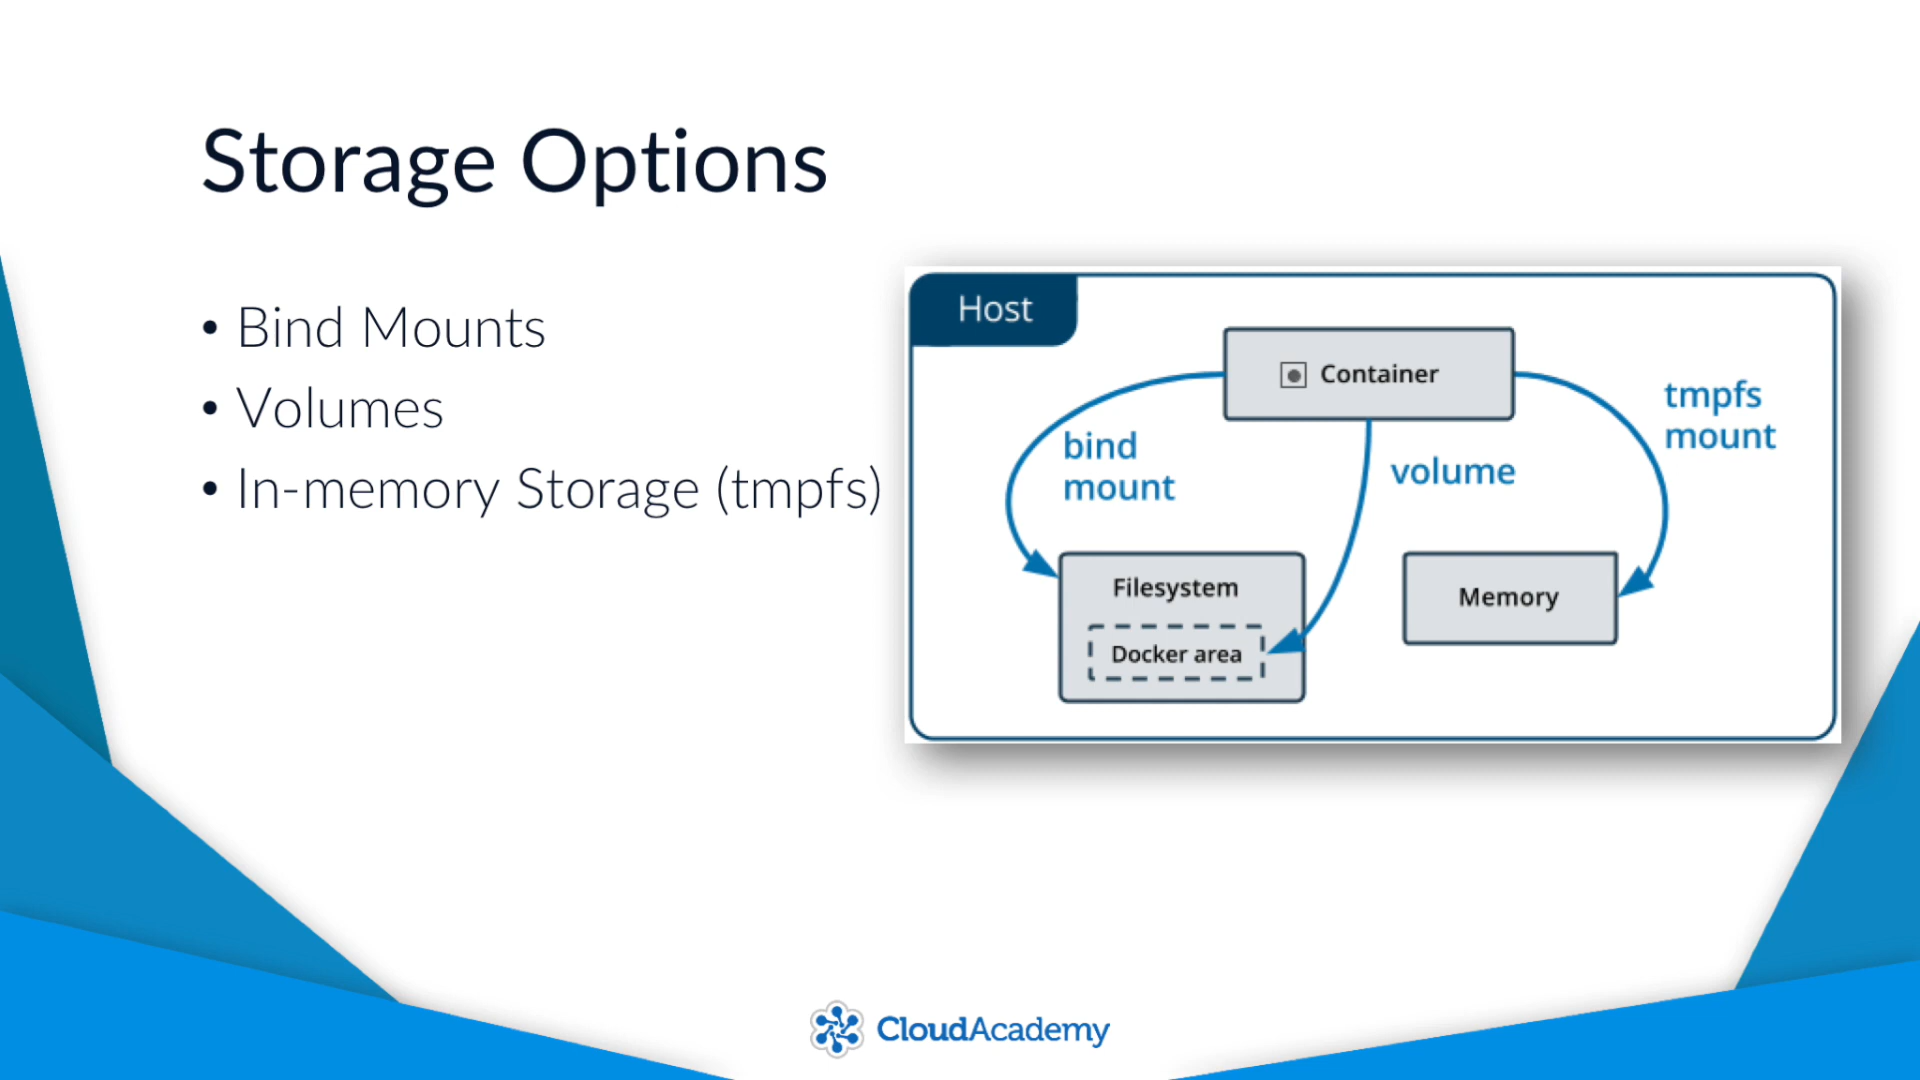 Storage Options
• Bind Mounts
• Volumes
• In-memory Storage (tmpfs)
Host
Container
bind
mount
volume
tmpfs
mount
Filesystem
Docker area
Memory
CloudAcademy